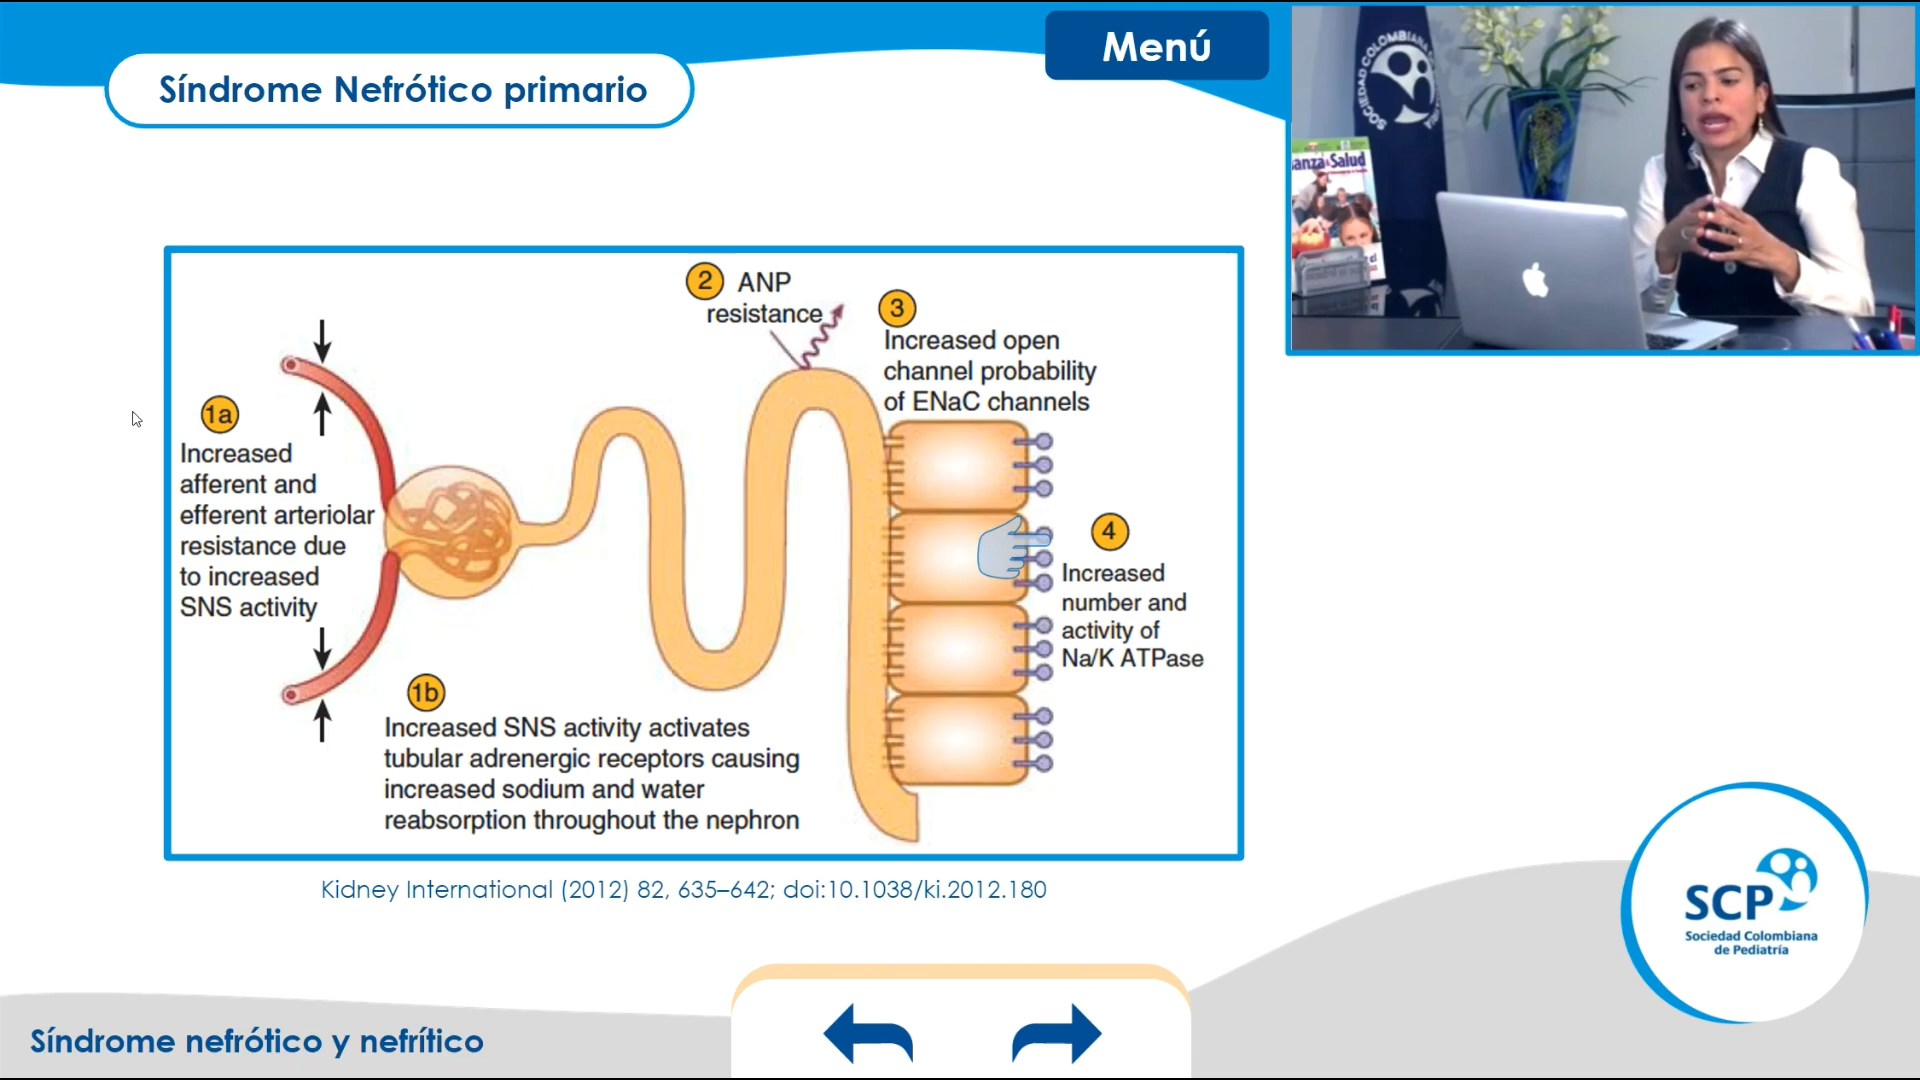 Menú
Síndrome Nefrótico primario
SOCIEDAD COLOMBIANA
Salud
2 ANP
resistance
3
Increased open
channel probability
of ENaC channels
1a
Increased
afferent and
efferent arteriolar
resistance due
to increased
SNS activity
4
Increased
number and
activity of
Na/K ATPase
1b
Increased SNS activity activates
tubular adrenergic receptors causing
increased sodium and water
reabsorption throughout the nephron
Kidney International (2012) 82, 635–642; doi:10.1038/ki.2012.180
SCP
Sociedad Colombiana
de Pediatría
Síndrome nefrótico y nefrítico